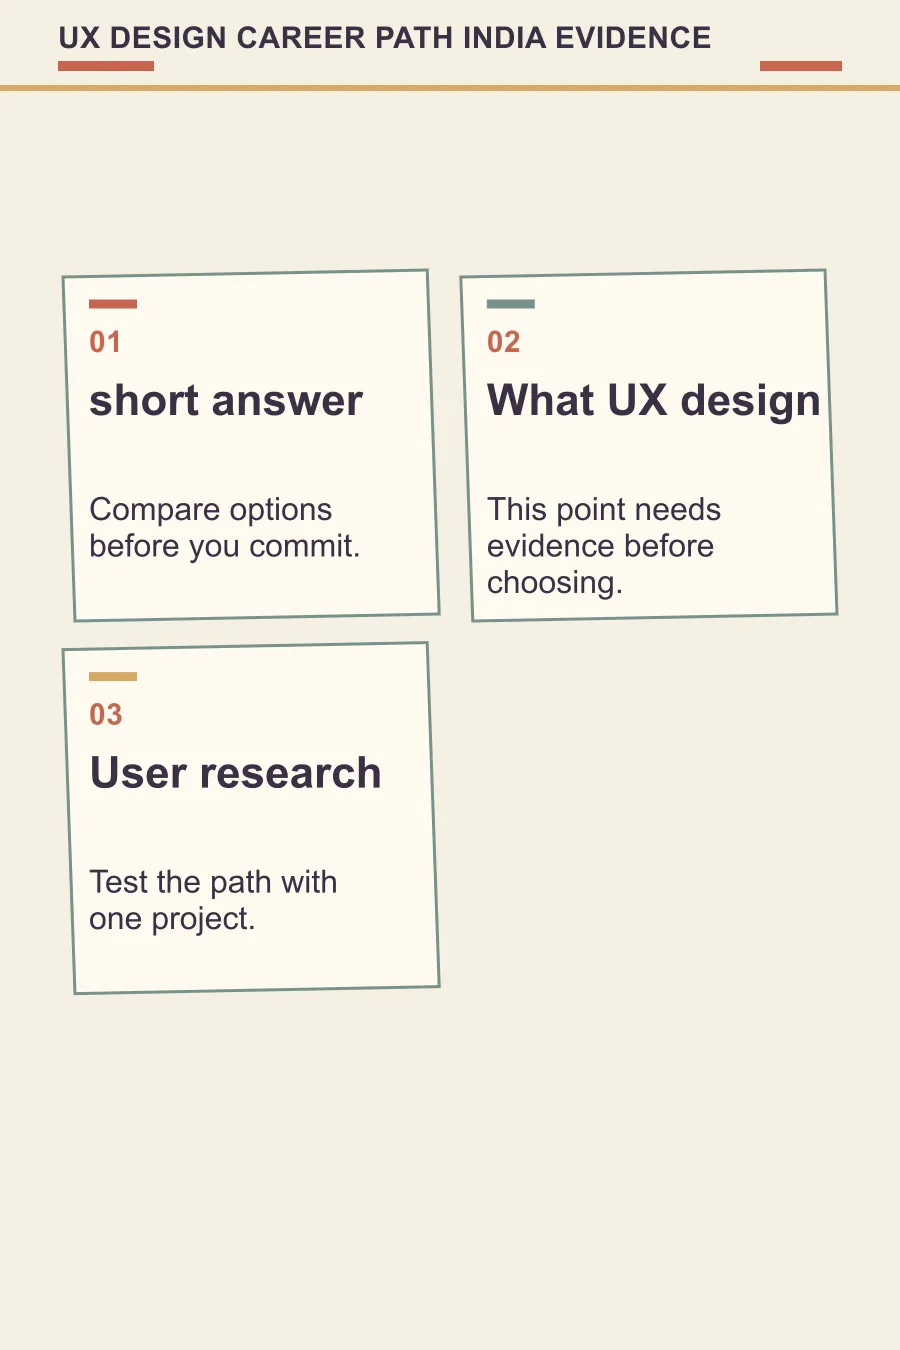 UX DESIGN CAREER PATH INDIA EVIDENCE
01
short answer
Compare options
before you commit.
02
What UX design
This point needs
evidence before
choosing.
03
User research
Test the path with
one project.